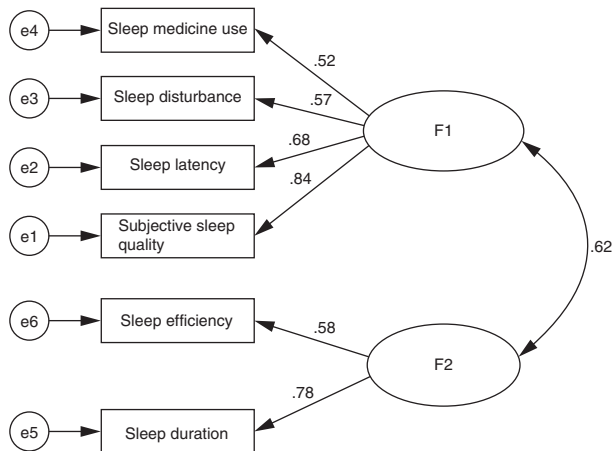 e4
Sleep medicine use
.52
e3
Sleep disturbance
.57
F1
e2
Sleep latency
.68
.84
e1
Subjective sleep
quality
.62
e6
Sleep efficiency
.58
F2
.78
e5
Sleep duration